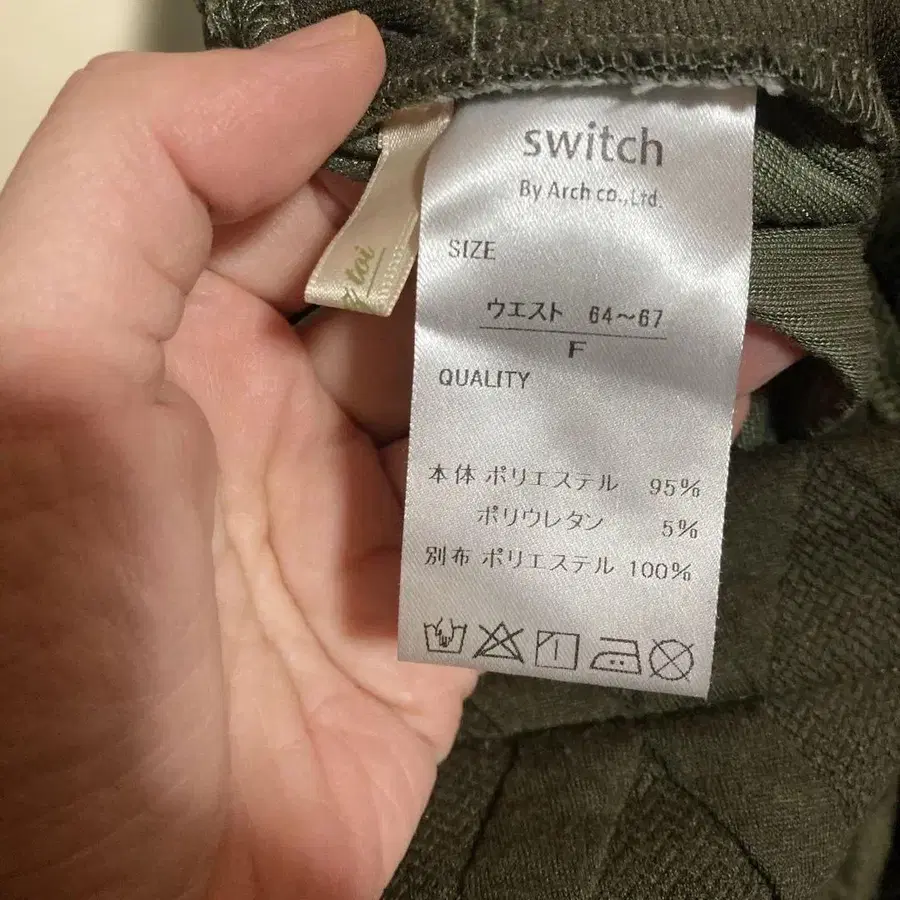 switch
By Arch co.,Ltd.
SIZE
ウエスト 64～67
F
QUALITY
本体 ポリエステル 95%
ポリウレタン 5%
別布 ポリエステル 100%
toi